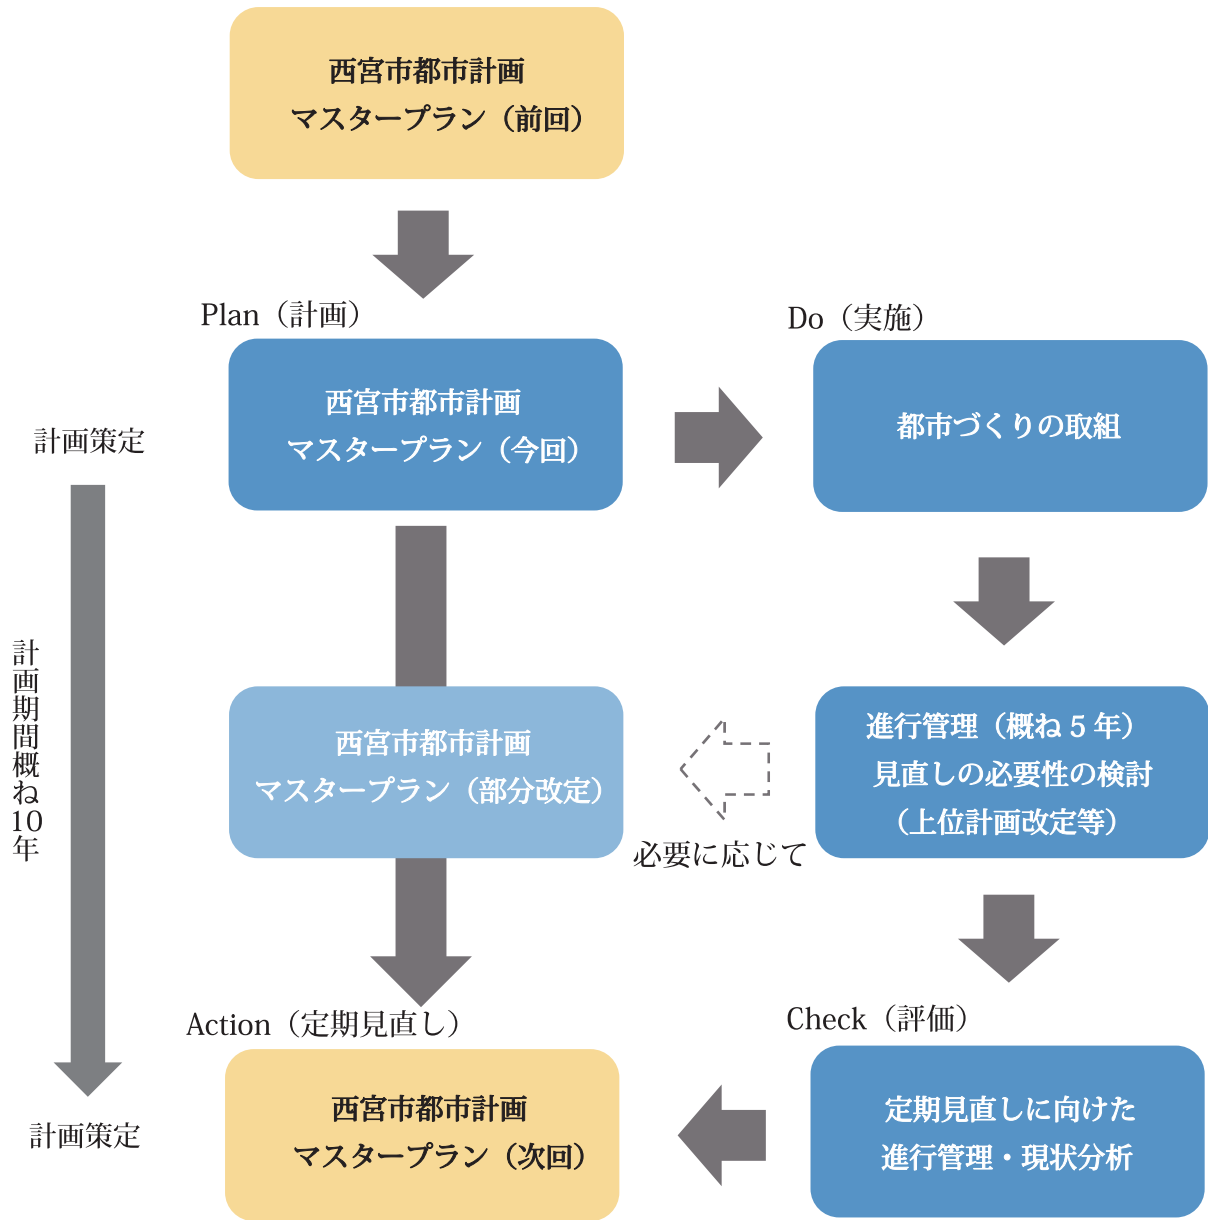 西宮市都市計画
マスタープラン（前回）
Plan（計画）
Do（実施）
計画策定
西宮市都市計画
マスタープラン（今回）
都市づくりの取組
計画期間概ね10年
西宮市都市計画
マスタープラン（部分改定）
必要に応じて
進行管理（概ね 5 年）
見直しの必要性の検討
（上位計画改定等）
Action（定期見直し）
Check（評価）
計画策定
西宮市都市計画
マスタープラン（次回）
定期見直しに向けた
進行管理・現状分析